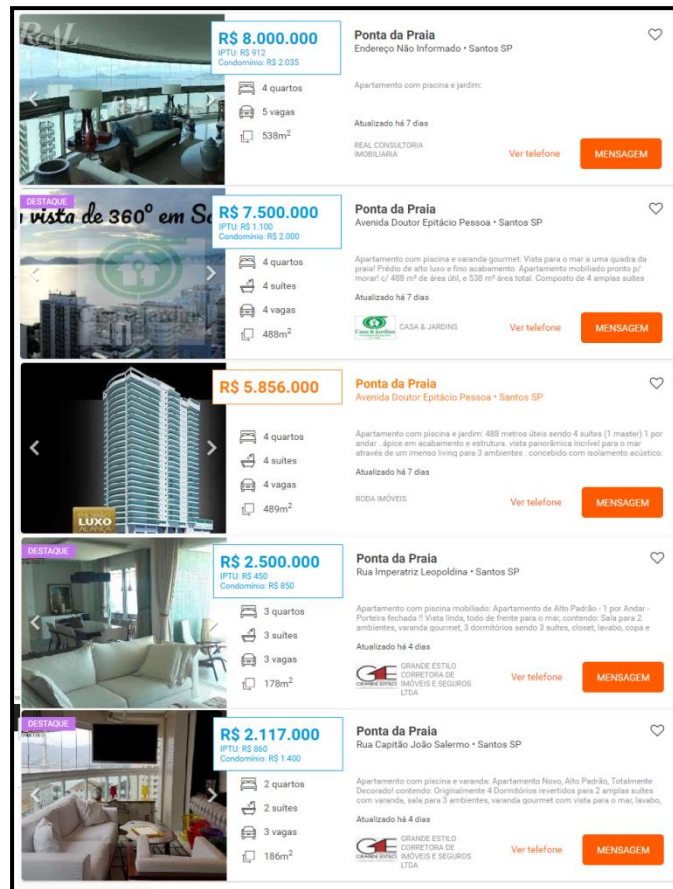 REAL
R$ 8.000.000
IPTU: R$ 912
Condomínio: R$ 2.035
4 quartos
5 vagas
538m²
Ponta da Praia
Endereço Não Informado • Santos SP
Apartamento com piscina e jardim:
Atualizado há 7 dias
REAL CONSULTORIA
IMOBILIARIA
Ver telefone
MENSAGEM
DESTAQUE
vista de 360º em Sa
Casa & Jardins
R$ 7.500.000
IPTU: R$ 1.100
Condomínio: R$ 2.000
4 quartos
4 suítes
4 vagas
488m²
Ponta da Praia
Avenida Doutor Epitácio Pessoa • Santos SP
Apartamento com piscina e varanda gourmet: Vista para o mar a uma quadra da
praia! Prédio de alto luxo e fino acabamento. Apartamento mobiliado pronto p/
morar! c/ 488 m² de área útil, e 538 m² área total. Composto de 4 amplas suítes
Atualizado há 7 dias
Casa & Jardins
CASA & JARDINS
Ver telefone
MENSAGEM
LUXO
R$ 5.856.000
4 quartos
4 suítes
4 vagas
489m²
Ponta da Praia
Avenida Doutor Epitácio Pessoa • Santos SP
Apartamento com piscina e jardim: 488 metros úteis sendo 4 suítes (1 master) 1 por
andar . ápice em acabamento e estrutura. vista panorâmica incrível para o mar
através de um imenso living para 3 ambientes . concebido com isolamento acústico.
Atualizado há 7 dias
RODA IMÓVEIS
Ver telefone
MENSAGEM
DESTAQUE
R$ 2.500.000
IPTU: R$ 450
Condomínio: R$ 850
3 quartos
3 suítes
3 vagas
178m²
Ponta da Praia
Rua Imperatriz Leopoldina • Santos SP
Apartamento com piscina mobiliado: Apartamento de Alto Padrão - 1 por Andar -
Porteira fechada !! Vista linda, todo de frente para o mar, contendo: Sala para 2
ambientes, varanda gourmet, 3 dormitórios sendo 3 suítes, closet, lavabo, copa e
Atualizado há 4 dias
GRANDE ESTILO
GRANDE ESTILO
CORRETORA DE
IMÓVEIS E SEGUROS
LTDA
Ver telefone
MENSAGEM
DESTAQUE
R$ 2.117.000
IPTU: R$ 860
Condomínio: R$ 1.400
2 quartos
2 suítes
3 vagas
186m²
Ponta da Praia
Rua Capitão João Salermo • Santos SP
Apartamento com piscina e varanda: Apartamento Novo, Alto Padrão, Totalmente
Decorado! contendo: Originalmente 4 Dormitórios revertidos para 2 amplas suítes
com varanda, sala para 3 ambientes, varanda gourmet com vista para o mar, lavabo,
Atualizado há 4 dias
GRANDE ESTILO
GRANDE ESTILO
CORRETORA DE
IMÓVEIS E SEGUROS
LTDA
Ver telefone
MENSAGEM